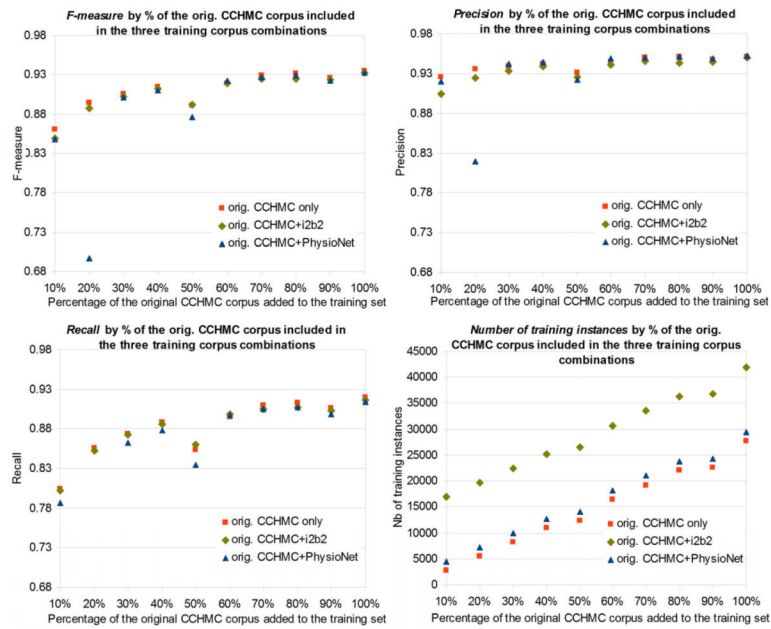 F-measure by % of the orig. CCHMC corpus included
in the three training corpus combinations
0.98
0.93
0.88
0.83
0.78
0.73
0.68
F-measure
orig. CCHMC only
orig. CCHMC+i2b2
orig. CCHMC+PhysioNet
10% 20% 30% 40% 50% 60% 70% 80% 90% 100%
Percentage of the original CCHMC corpus added to the training set
Precision by % of the orig. CCHMC corpus included
in the three training corpus combinations
0.98
0.93
0.88
0.83
0.78
0.73
0.68
Precision
orig. CCHMC only
orig. CCHMC+i2b2
orig. CCHMC+PhysioNet
10% 20% 30% 40% 50% 60% 70% 80% 90% 100%
Percentage of the original CCHMC corpus added to the training set
Recall by % of the orig. CCHMC corpus included in
the three training corpus combinations
0.98
0.93
0.88
0.83
0.78
0.73
0.68
Recall
orig. CCHMC only
orig. CCHMC+i2b2
orig. CCHMC+PhysioNet
10% 20% 30% 40% 50% 60% 70% 80% 90% 100%
Percentage of the original CCHMC corpus added to the training set
Number of training instances by % of the orig.
CCHMC corpus included in the three training corpus
combinations
45000
40000
35000
30000
25000
20000
15000
10000
5000
0
Nb of training instances
orig. CCHMC only
orig. CCHMC+i2b2
orig. CCHMC+PhysioNet
10% 20% 30% 40% 50% 60% 70% 80% 90% 100%
Percentage of the original CCHMC corpus added to the training set